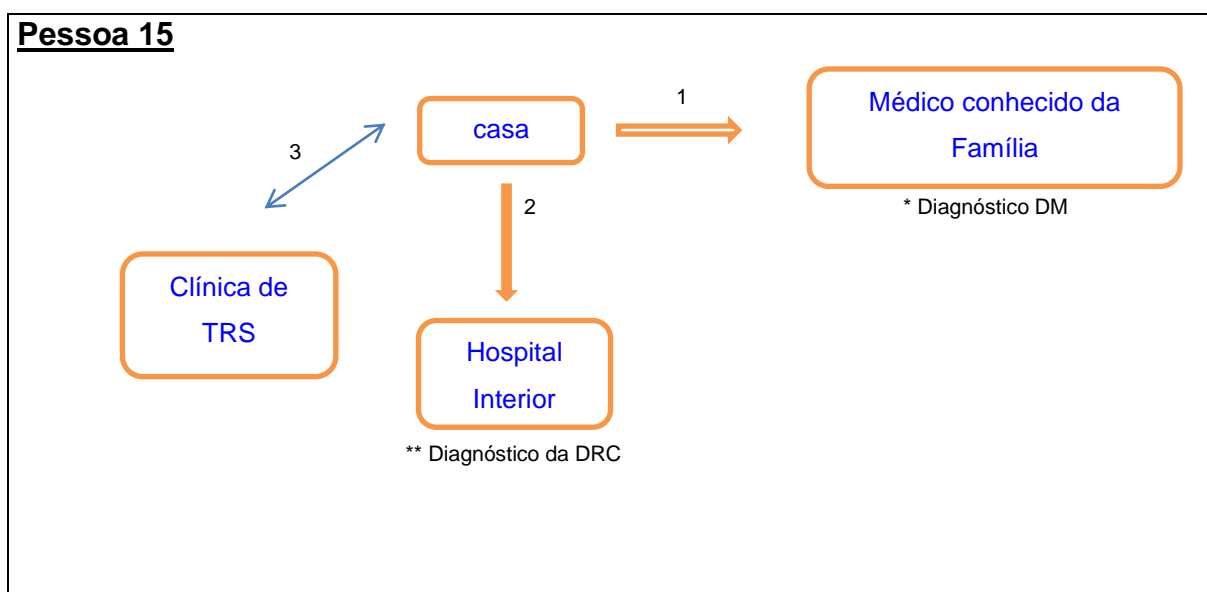 Pessoa 15
1
Médico conhecido da
Família
* Diagnóstico DM
casa
3
2
Clínica de
TRS
Hospital
Interior
** Diagnóstico da DRC